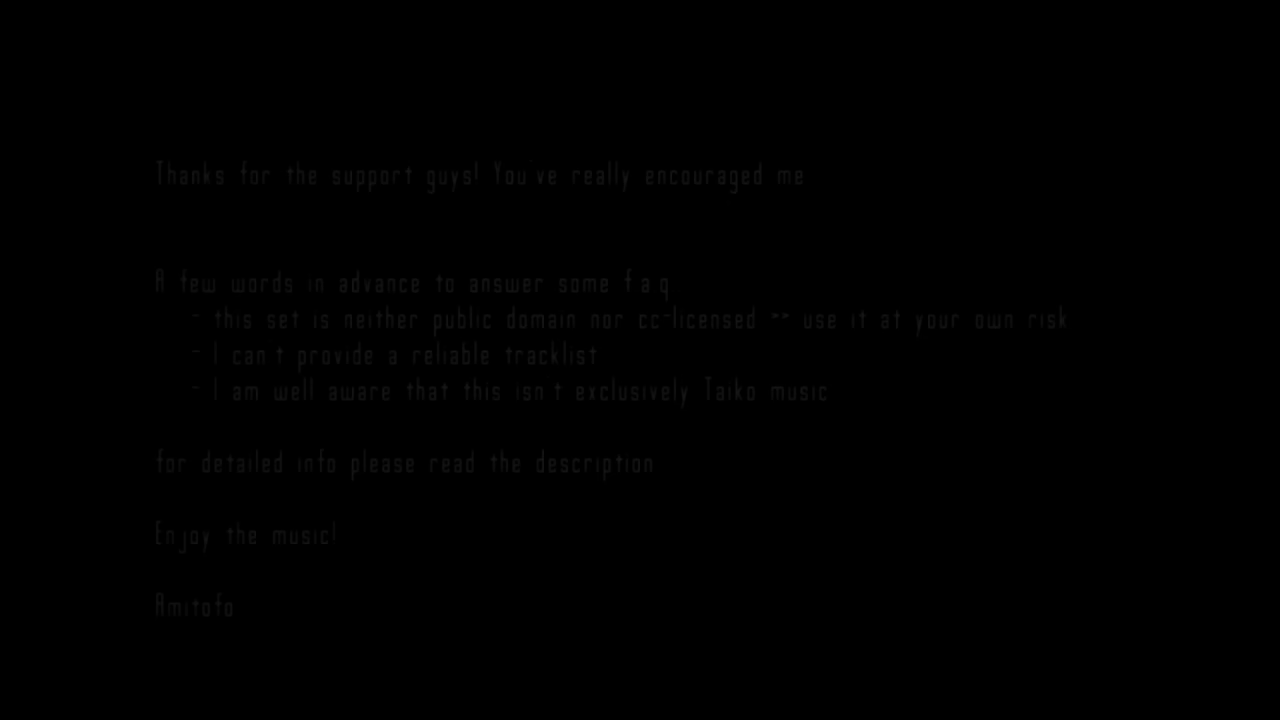 Thanks for the support guys! You've really encouraged me
A few words in advance to answer some f a q
- this set is neither public domain nor cc-licensed >> use it at your own risk
- I can t provide a reliable tracklist
- I am well aware that this isn t exclusively Taiko music
for detailed info please read the description
Enjoy the music!
Amitofo